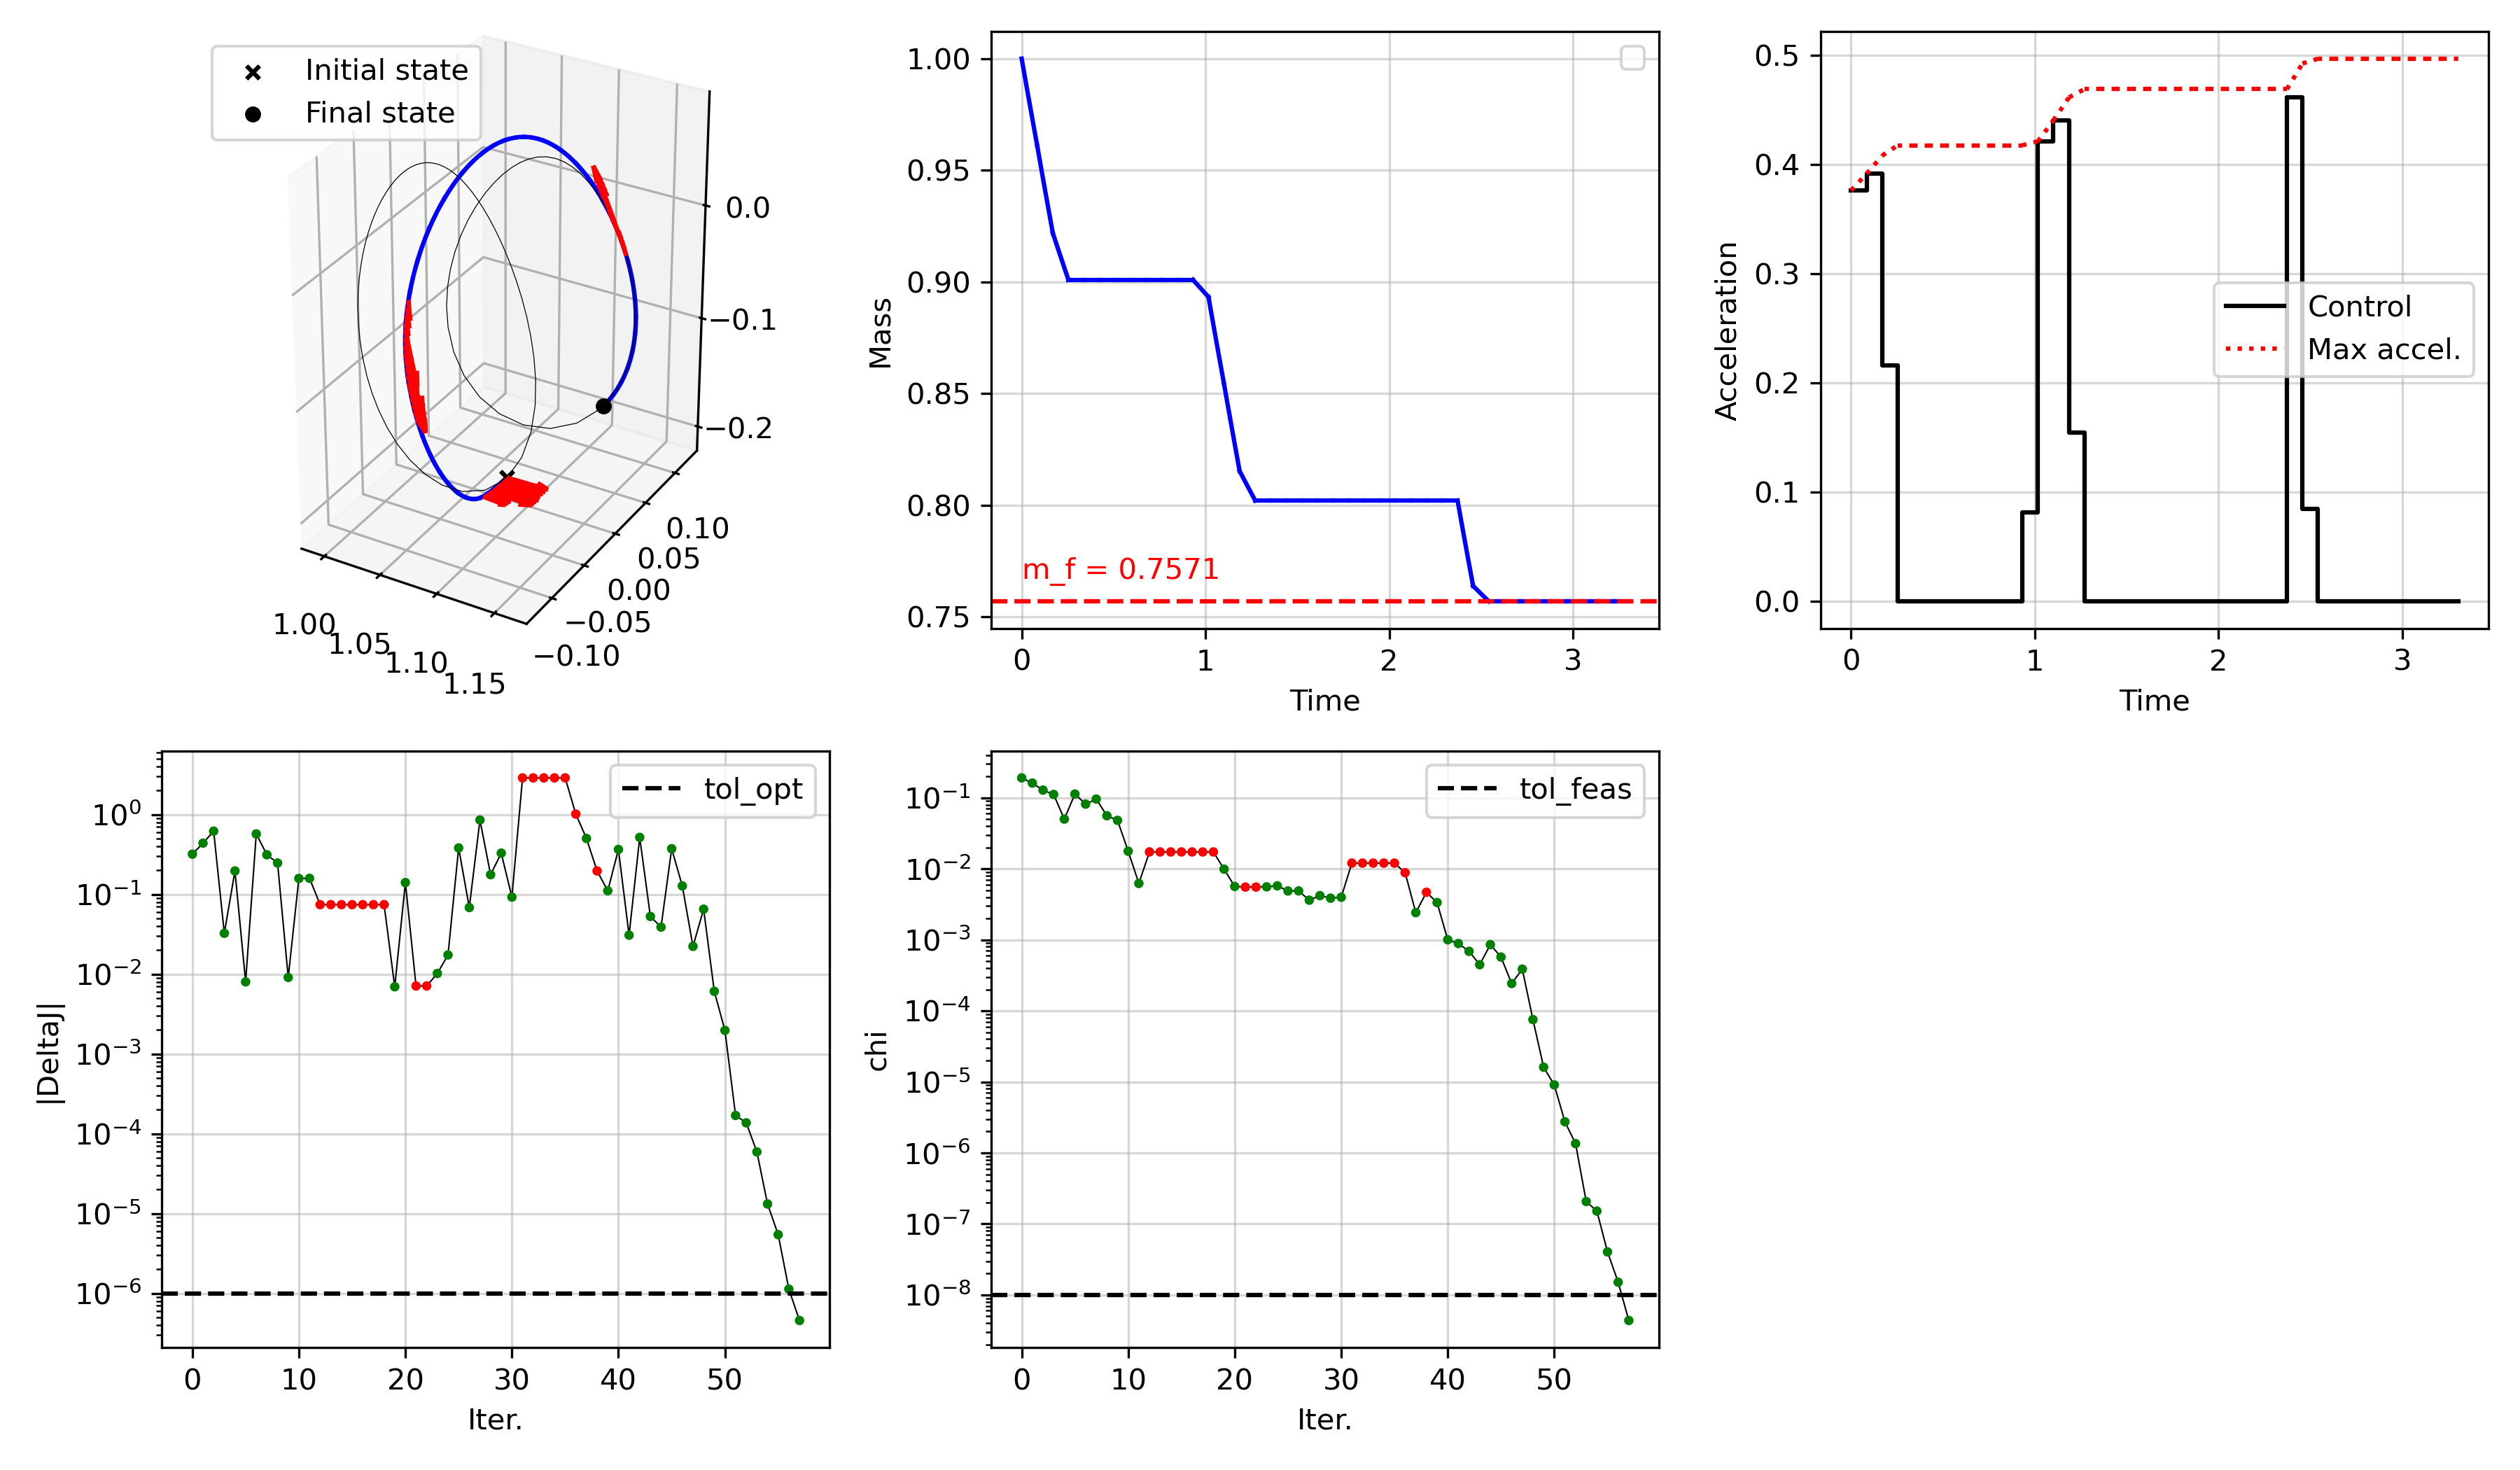 Initial state
Final state
0.0
−0.1
−0.2
0.10
0.05
0.00
−0.05
−0.10
1.00
1.05
1.10
1.15
Mass
1.00
0.95
0.90
0.85
0.80
0.75
m_f = 0.7571
0 1 2 3
Time
Acceleration
0.5
0.4
0.3
0.2
0.1
0.0
Control
Max accel.
0 1 2 3
Time
|DeltaJ|
10⁰
10⁻¹
10⁻²
10⁻³
10⁻⁴
10⁻⁵
10⁻⁶
tol_opt
0 10 20 30 40 50
Iter.
chi
10⁻¹
10⁻²
10⁻³
10⁻⁴
10⁻⁵
10⁻⁶
10⁻⁷
10⁻⁸
tol_feas
0 10 20 30 40 50
Iter.